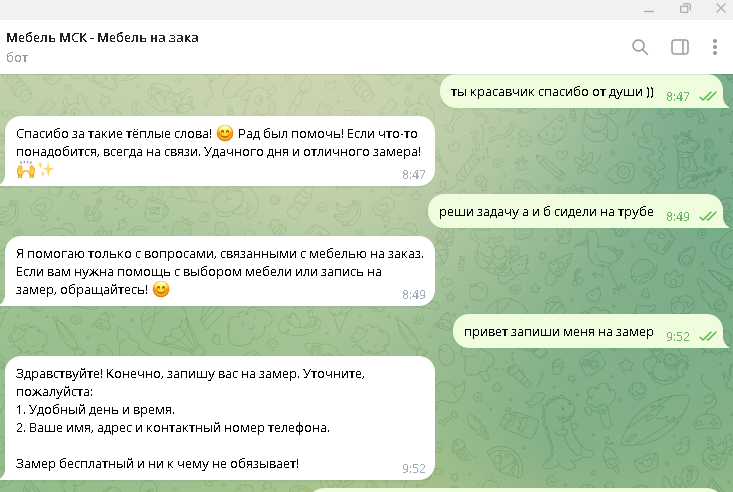 Мебель МСК - Мебель на зака
бот
ты красавчик спасибо от души ))
8:47
Спасибо за такие тёплые слова! 😊 Рад был помочь! Если что-то
понадобится, всегда на связи. Удачного дня и отличного замера!
🙌✨
8:47
реши задачу а и б сидели на трубе
8:49
Я помогаю только с вопросами, связанными с мебелью на заказ.
Если вам нужна помощь с выбором мебели или запись на
замер, обращайтесь! 😊
8:49
привет запиши меня на замер
9:52
Здравствуйте! Конечно, запишу вас на замер. Уточните,
пожалуйста:
1. Удобный день и время.
2. Ваше имя, адрес и контактный номер телефона.
Замер бесплатный и ни к чему не обязывает!
9:52